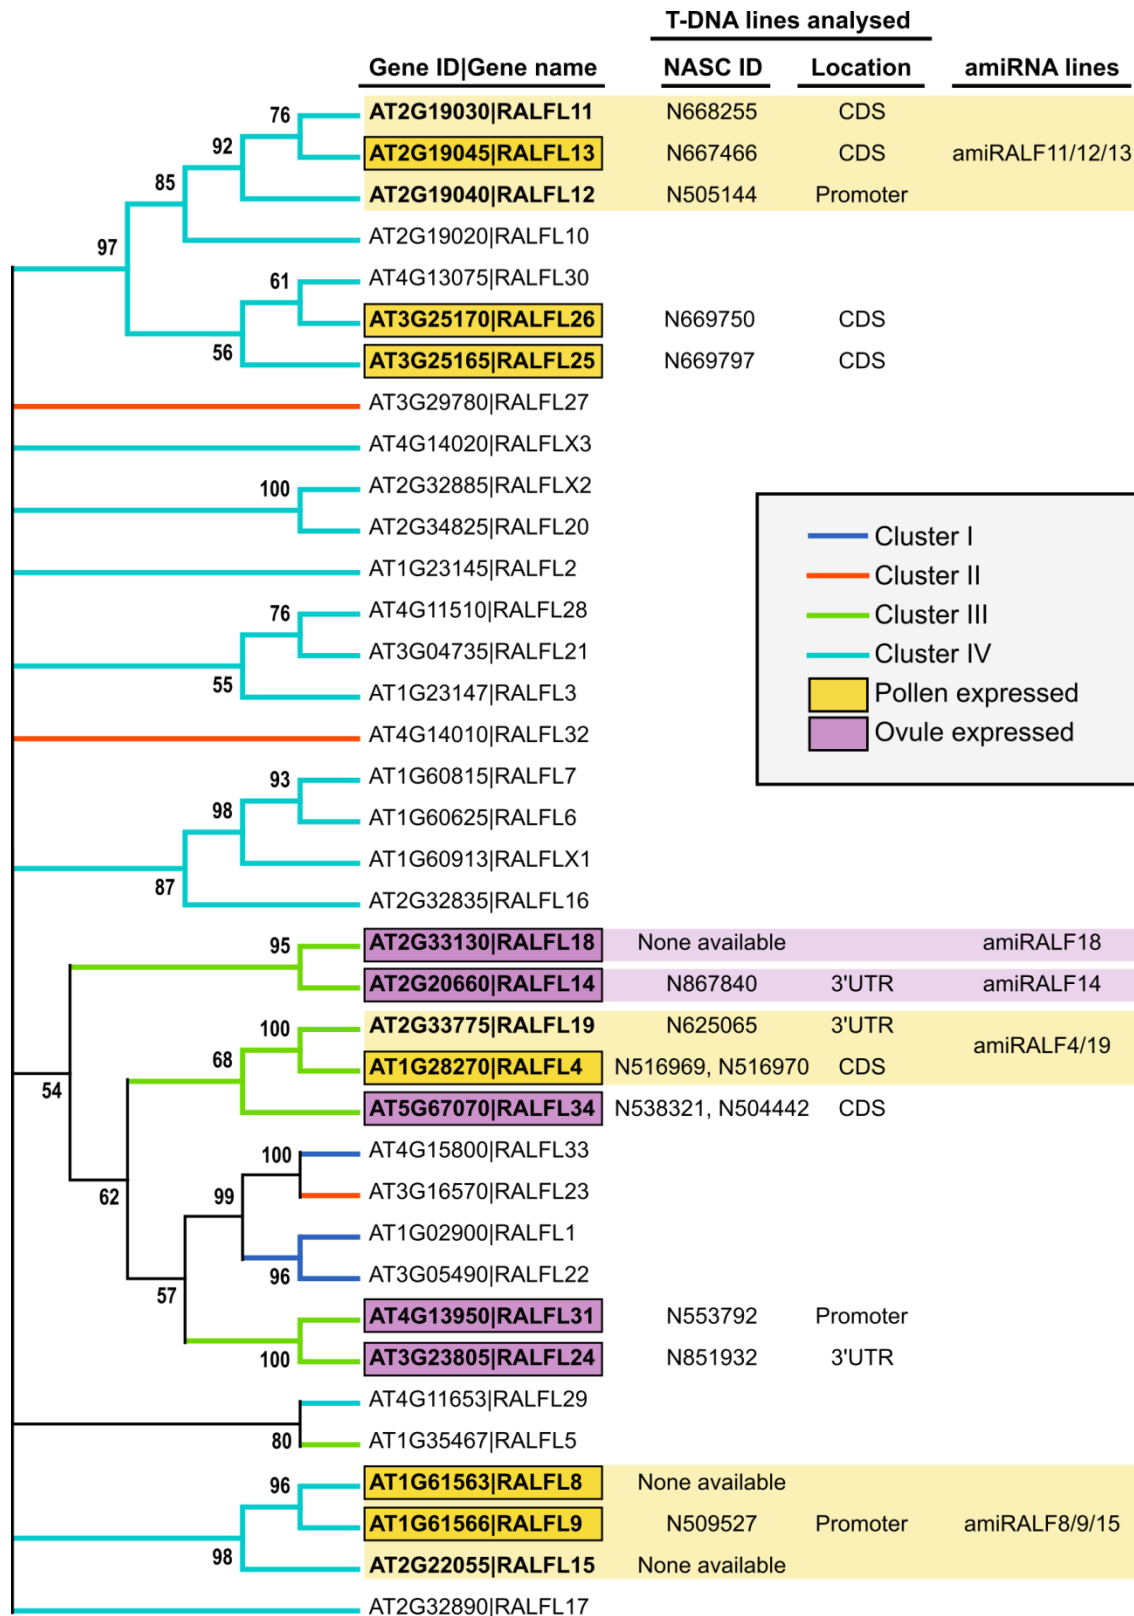 T-DNA lines analysed
Gene ID|Gene name NASC ID Location amiRNA lines
76 AT2G19030|RALFL11 N668255 CDS
92 AT2G19045|RALFL13 N667466 CDS amiRALF11/12/13
85 AT2G19040|RALFL12 N505144 Promoter
97 AT2G19020|RALFL10
61 AT4G13075|RALFL30
AT3G25170|RALFL26 N669750 CDS
56 AT3G25165|RALFL25 N669797 CDS
AT3G29780|RALFL27
AT4G14020|RALFLX3
100 AT2G32885|RALFLX2
AT2G34825|RALFL20
Cluster I
AT1G23145|RALFL2
Cluster II
76 AT4G11510|RALFL28
Cluster III
AT3G04735|RALFL21
Cluster IV
55 AT1G23147|RALFL3
Pollen expressed
AT4G14010|RALFL32
Ovule expressed
93 AT1G60815|RALFL7
98 AT1G60625|RALFL6
AT1G60913|RALFLX1
87 AT2G32835|RALFL16
95 AT2G33130|RALFL18 None available amiRALF18
AT2G20660|RALFL14 N867840 3'UTR amiRALF14
100 AT2G33775|RALFL19 N625065 3'UTR
amiRALF4/19
68 AT1G28270|RALFL4 N516969, N516970 CDS
54 AT5G67070|RALFL34 N538321, N504442 CDS
100 AT4G15800|RALFL33
62 99 AT3G16570|RALFL23
AT1G02900|RALFL1
96 AT3G05490|RALFL22
57 AT4G13950|RALFL31 N553792 Promoter
100 AT3G23805|RALFL24 N851932 3'UTR
AT4G11653|RALFL29
80 AT1G35467|RALFL5
96 AT1G61563|RALFL8 None available
AT1G61566|RALFL9 N509527 Promoter amiRALF8/9/15
98 AT2G22055|RALFL15 None available
AT2G32890|RALFL17